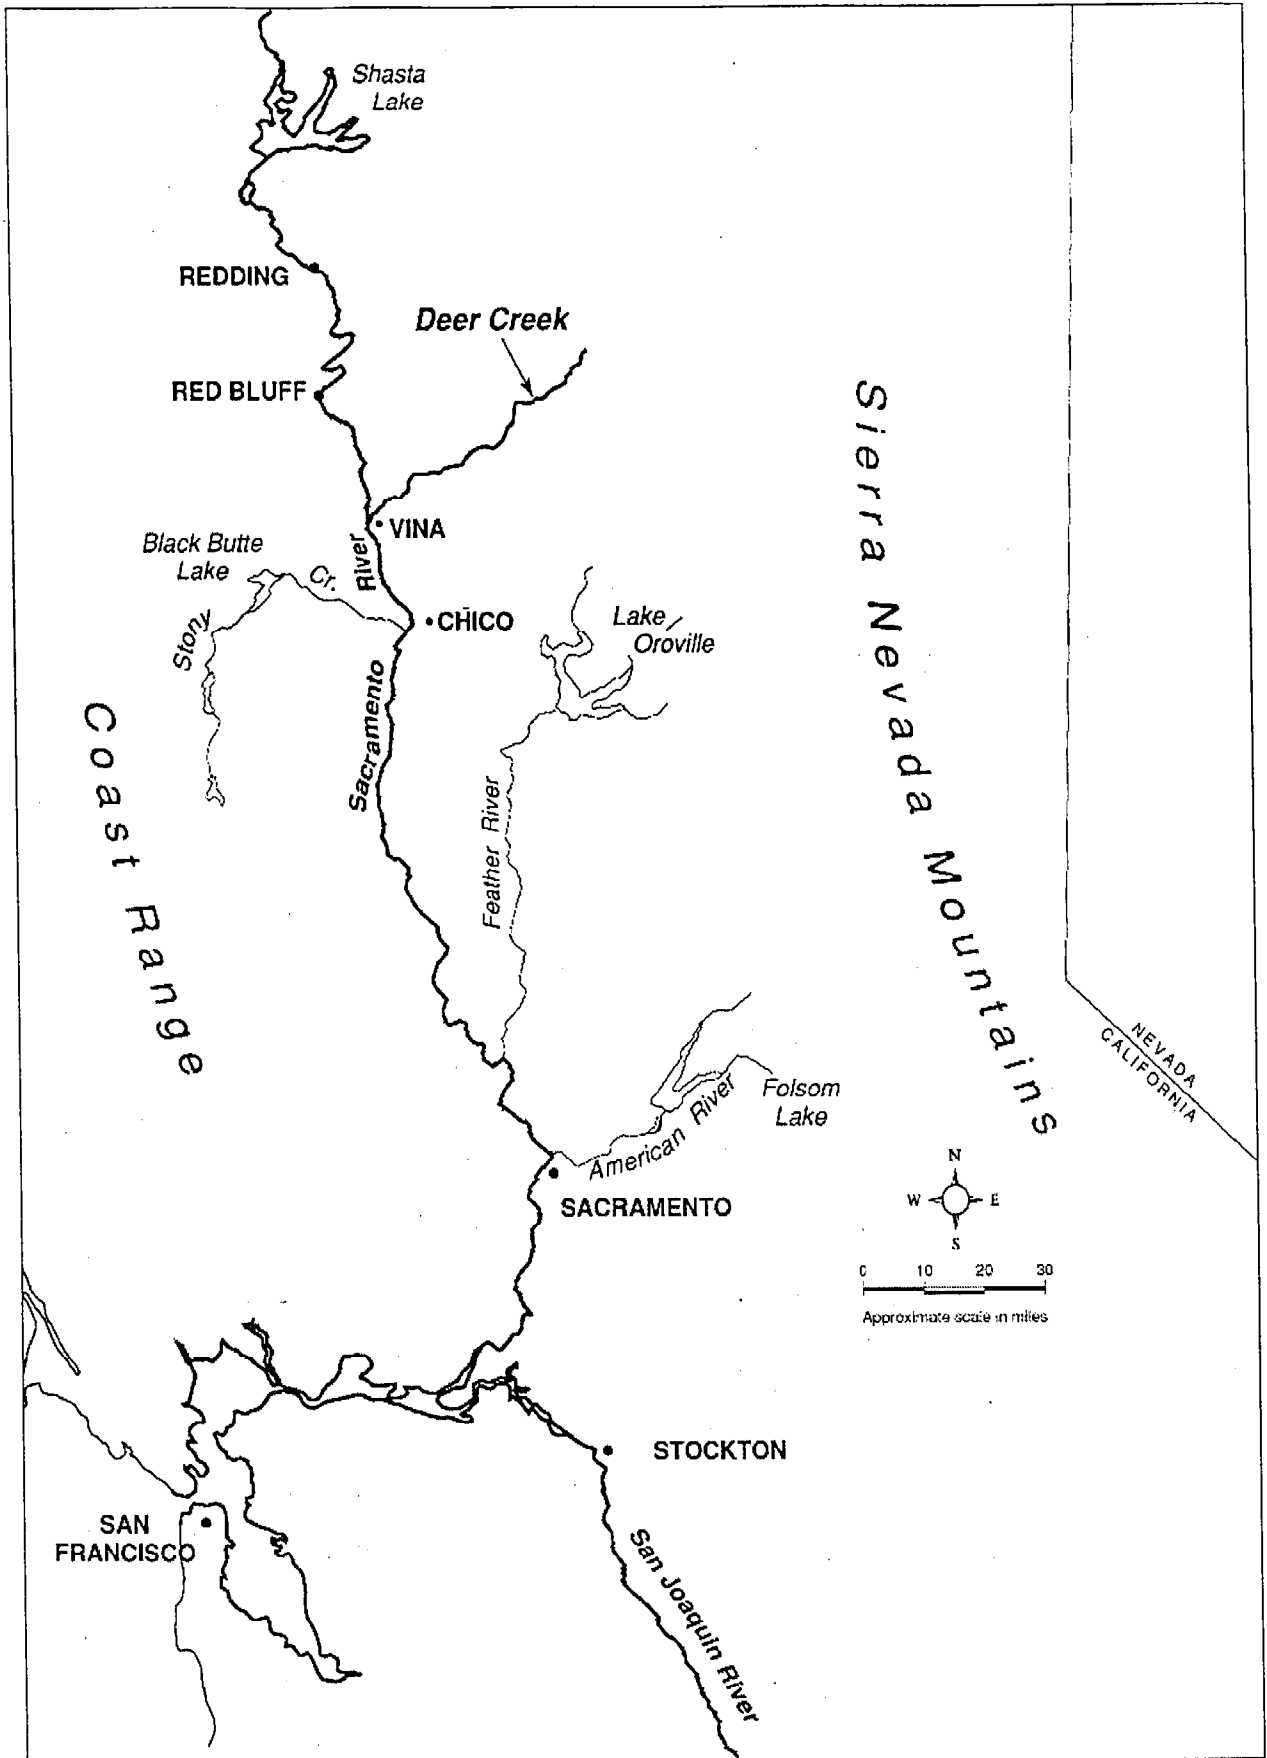 Shasta
Lake
REDDING
Deer Creek
RED BLUFF
VINA
Black Butte
Lake
Cr.
River
CHICO
Stony
Lake
Oroville
Sacramento
Feather River
Coast Range
Sierra Nevada Mountains
NEVADA
CALIFORNIA
Folsom
Lake
American River
SACRAMENTO
N
W E
S
0 10 20 30
Approximate scale in miles
STOCKTON
SAN
FRANCISCO
San Joaquin River